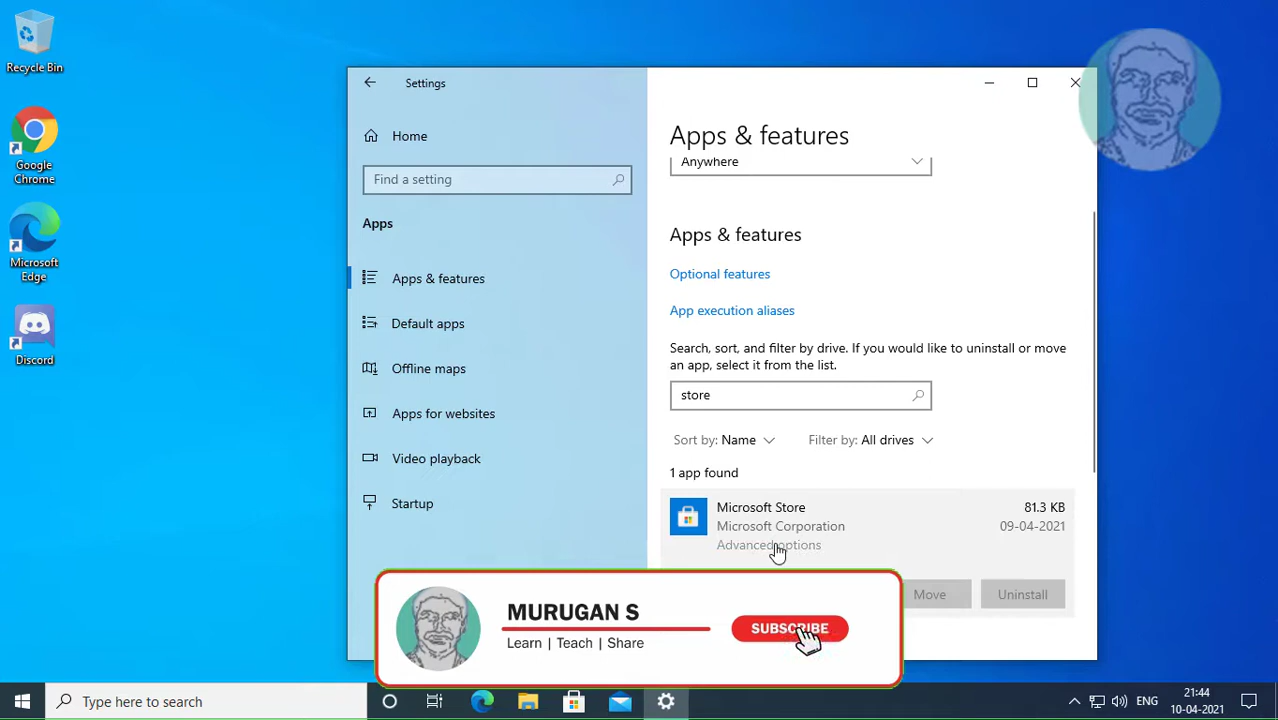 Recycle Bin
Google
Chrome
Microsoft
Edge
Discord
Settings
Home
Find a setting
Apps
Apps & features
Default apps
Offline maps
Apps for websites
Video playback
Startup
Apps & features
Anywhere
Apps & features
Optional features
App execution aliases
Search, sort, and filter by drive. If you would like to uninstall or move
an app, select it from the list.
store
Sort by: Name
Filter by: All drives
1 app found
Microsoft Store
81.3 KB
Microsoft Corporation
09-04-2021
Advanced options
Move
Uninstall
MURUGAN S
Learn | Teach | Share
SUBSCRIBE
Type here to search
ENG
21:44
10-04-2021